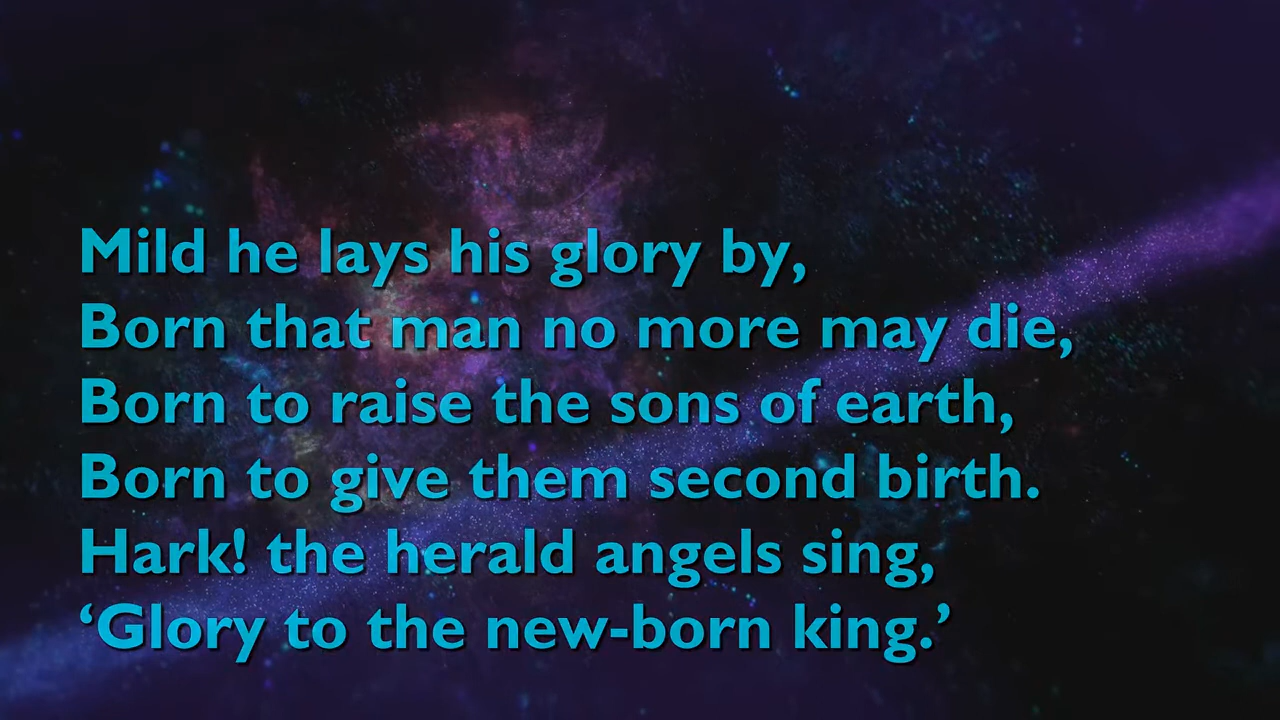 Mild he lays his glory by,
Born that man no more may die,
Born to raise the sons of earth,
Born to give them second birth.
Hark! the herald angels sing,
‘Glory to the new-born king.’